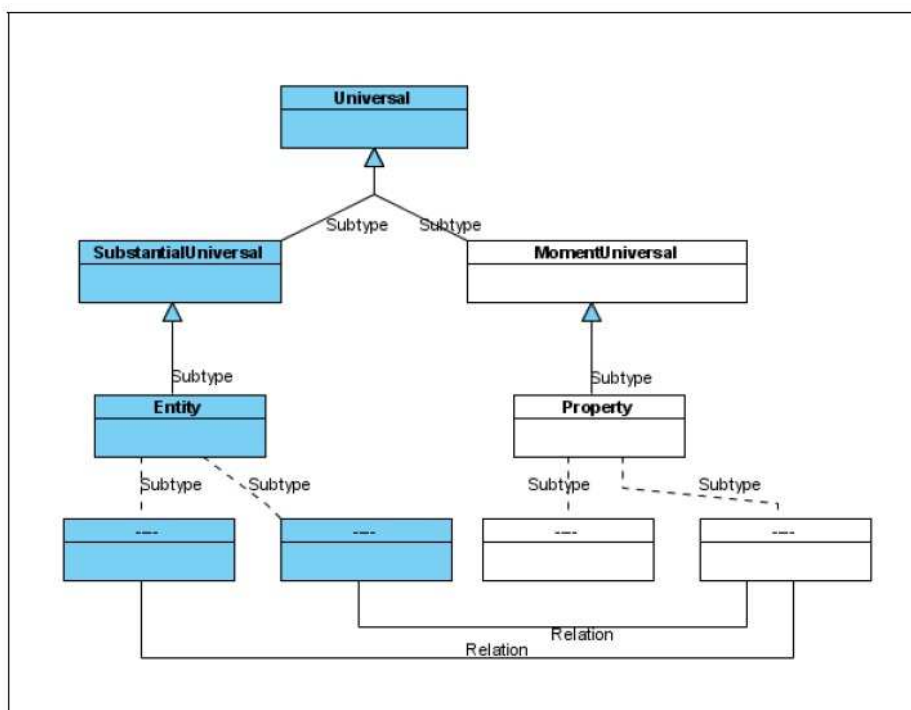 Universal
Subtype
Subtype
SubstantialUniversal
MomentUniversal
Subtype
Subtype
Entity
Property
Subtype
Subtype
Subtype
Subtype
----
----
----
----
Relation
Relation